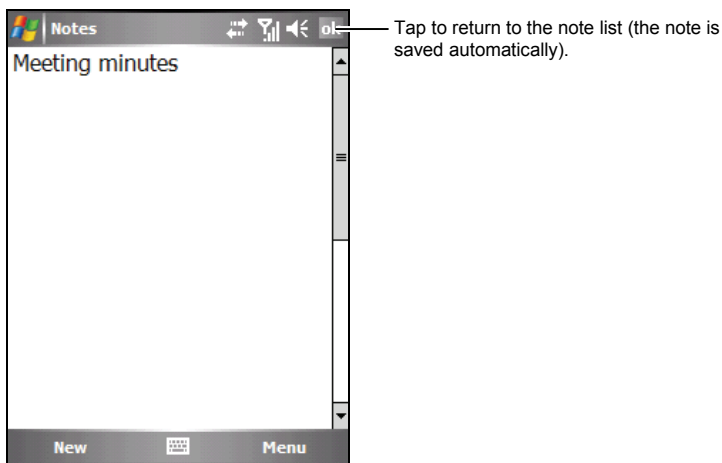 Notes ok
Tap to return to the note list (the note is
saved automatically).
Meeting minutes
New Menu